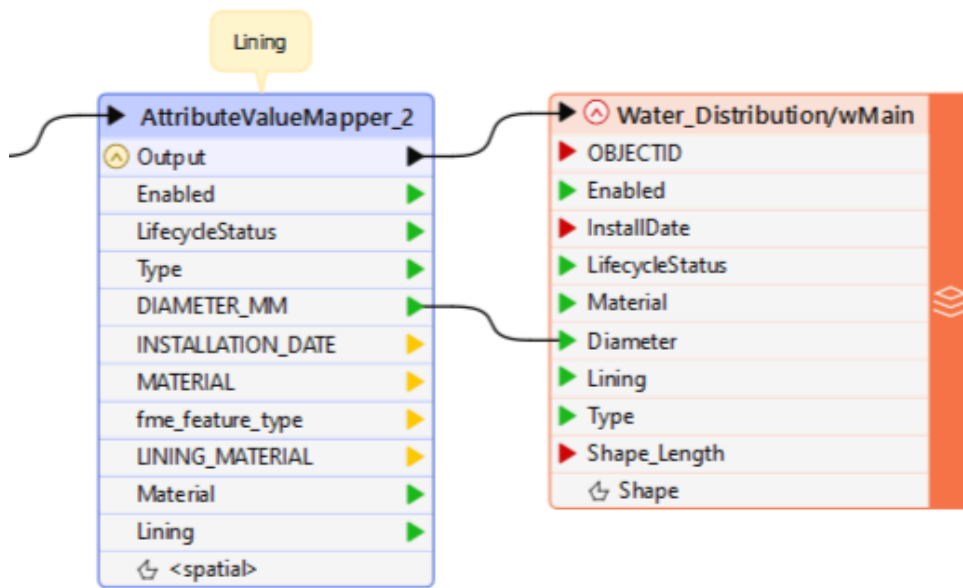 Lining
AttributeValueMapper_2
Output
Enabled
LifecycleStatus
Type
DIAMETER_MM
INSTALLATION_DATE
MATERIAL
fme_feature_type
LINING_MATERIAL
Material
Lining
<spatial>
Water_Distribution/wMain
OBJECTID
Enabled
InstallDate
LifecycleStatus
Material
Diameter
Lining
Type
Shape_Length
Shape